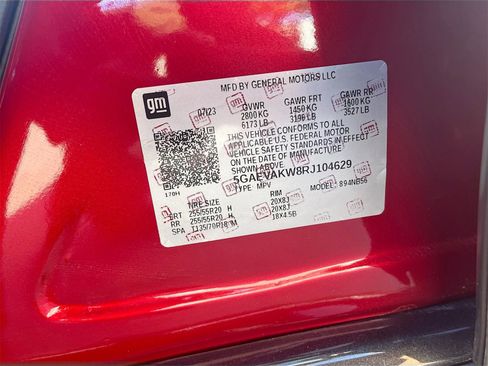 gm
MFD BY GENERAL MOTORS LLC
07/23
GVWR GAWR FRT GAWR RR
2800 KG 1450 KG 1600 KG
6173 LB 3196 LB 3527 LB
THIS VEHICLE CONFORMS TO ALL
APPLICABLE U.S. FEDERAL MOTOR
VEHICLE SAFETY STANDARDS IN EFFECT
ON THE DATE OF MANUFACTURE
SHOWN ABOVE.
5GAEVAKW8RJ104629
170H
TYPE: MPV MODEL: 894NB56
TIRE SIZE RIM
FRT 255/55R20 H 20X8J
RR 255/55R20 H 20X8J
SPA T135/70R18 M 18X4.5B